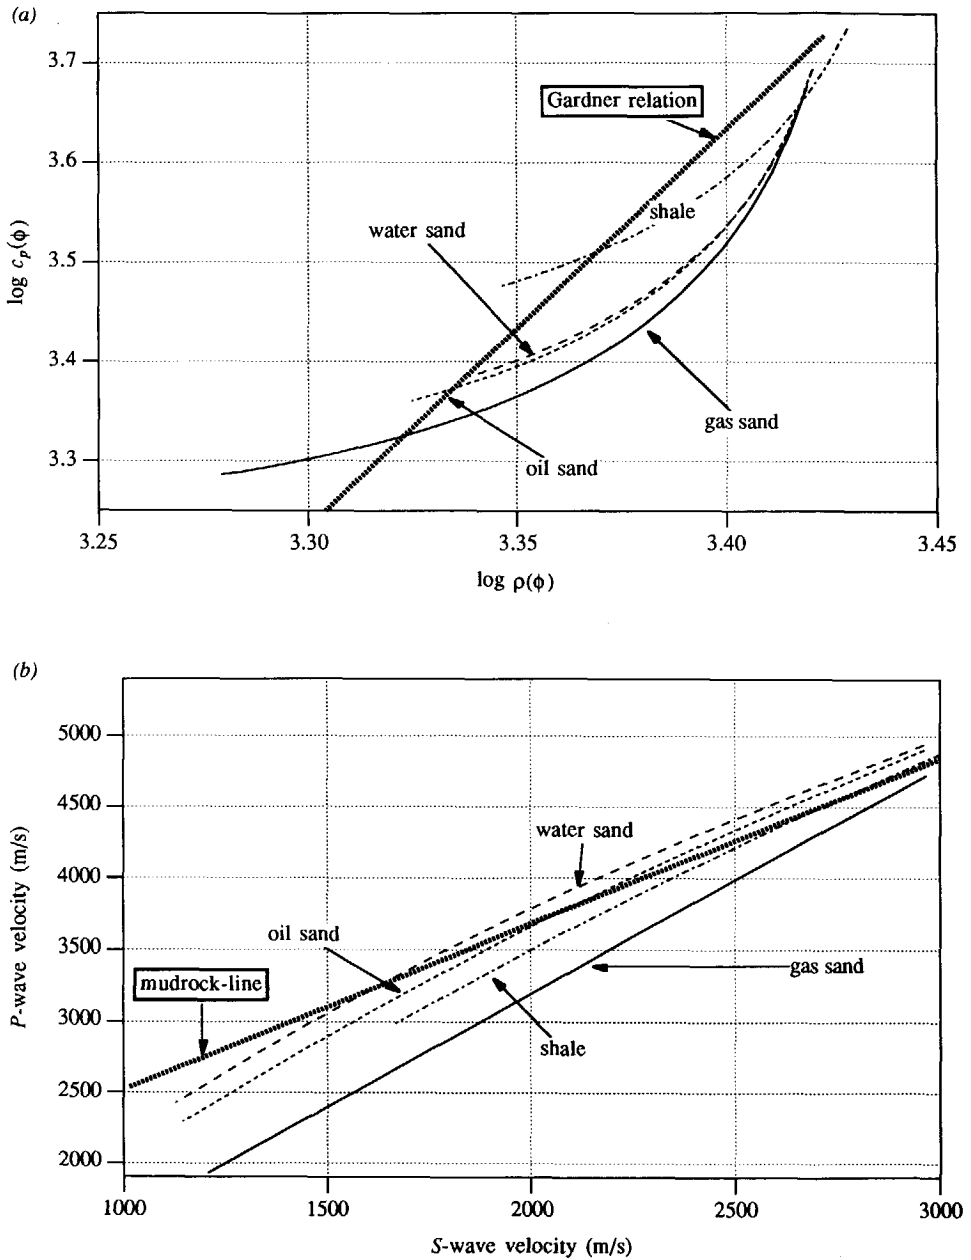 (a)
3.7
3.6
3.5
3.4
3.3
log cp(φ)
Gardner relation
shale
water sand
gas sand
oil sand
3.25
3.30
3.35
3.40
3.45
log ρ(φ)
(b)
5000
4500
4000
3500
3000
2500
2000
P-wave velocity (m/s)
water sand
oil sand
gas sand
mudrock-line
shale
1000
1500
2000
2500
3000
S-wave velocity (m/s)